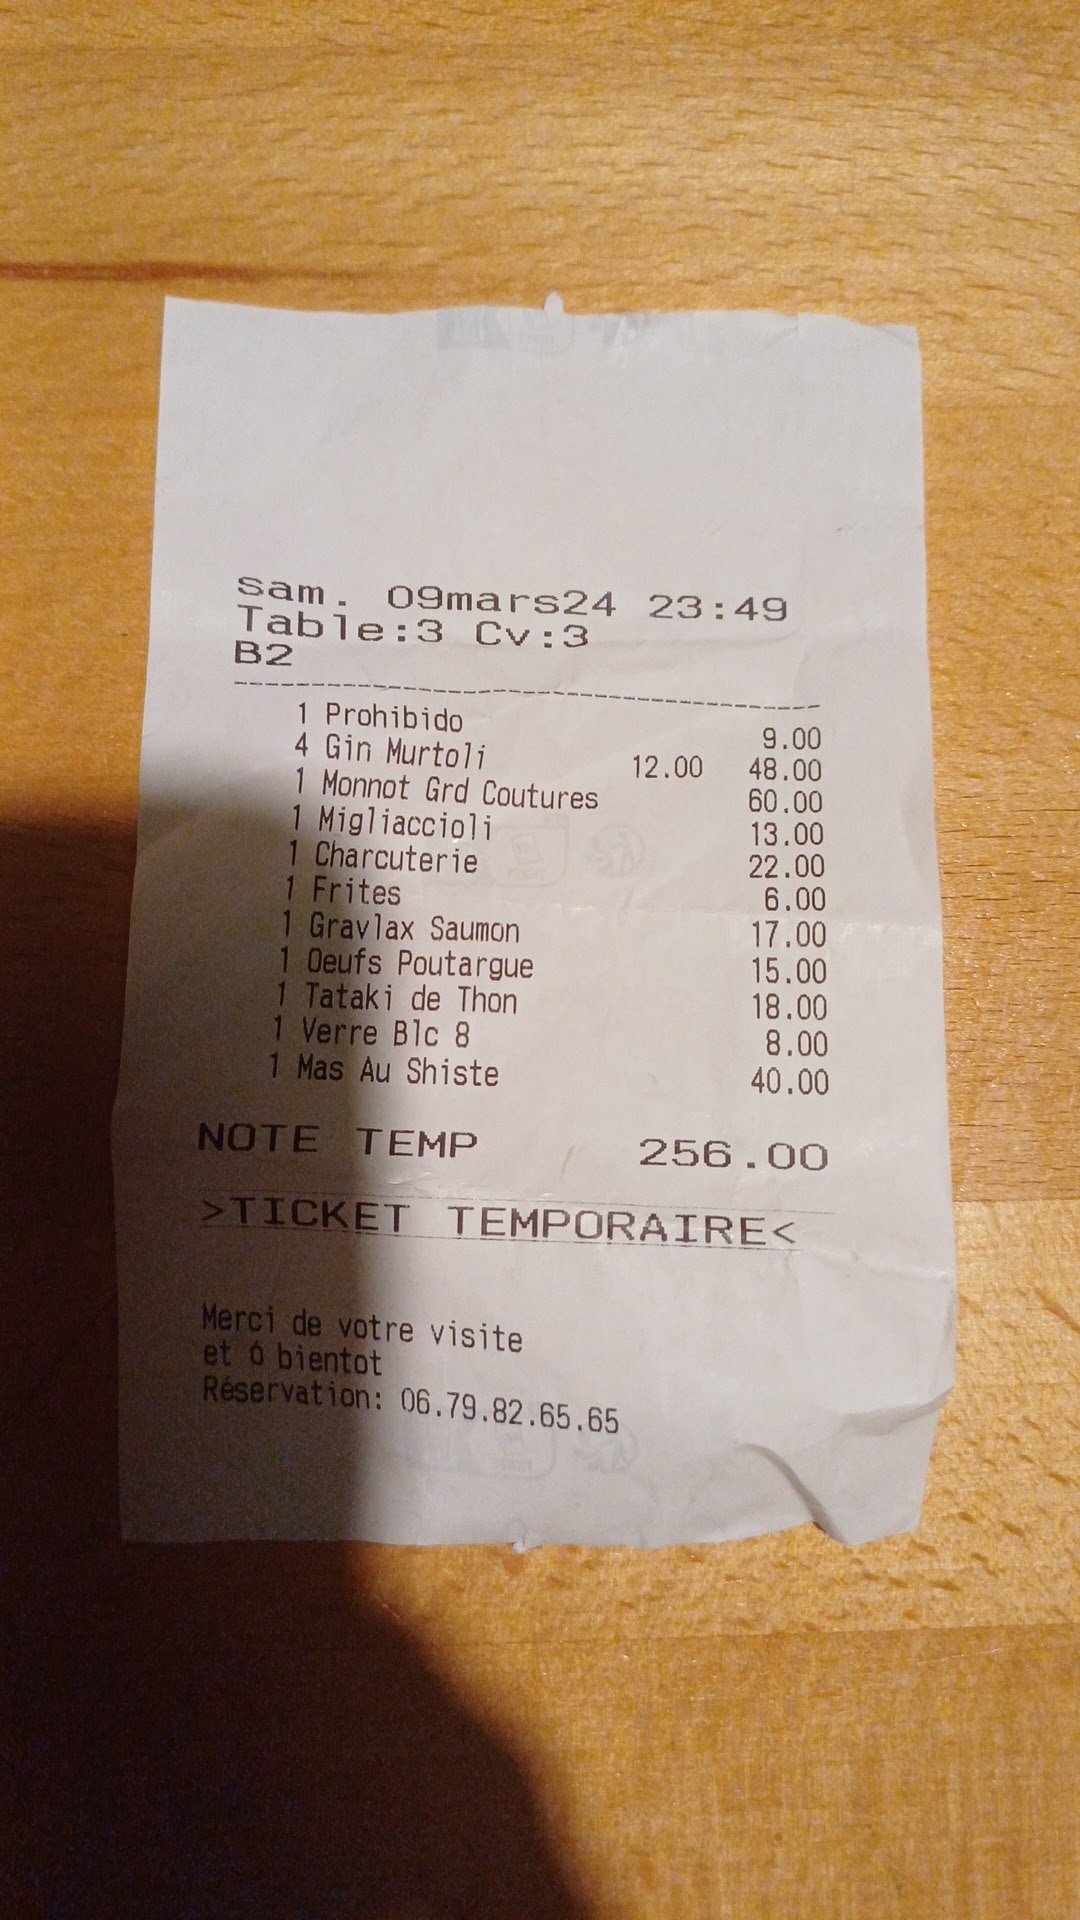 sam. 09mars24 23:49
Table:3 Cv:3
B2
1 Prohibido 9.00
4 Gin Murtoli 12.00 48.00
1 Monnot Grd Coutures 60.00
1 Migliaccioli 13.00
1 Charcuterie 22.00
1 Frites 6.00
1 Gravlax Saumon 17.00
1 Oeufs Poutargue 15.00
1 Tataki de Thon 18.00
1 Verre Blc 8 8.00
1 Mas Au Shiste 40.00
NOTE TEMP 256.00
>TICKET TEMPORAIRE<
Merci de votre visite
et ó bientot
Réservation: 06.79.82.65.65